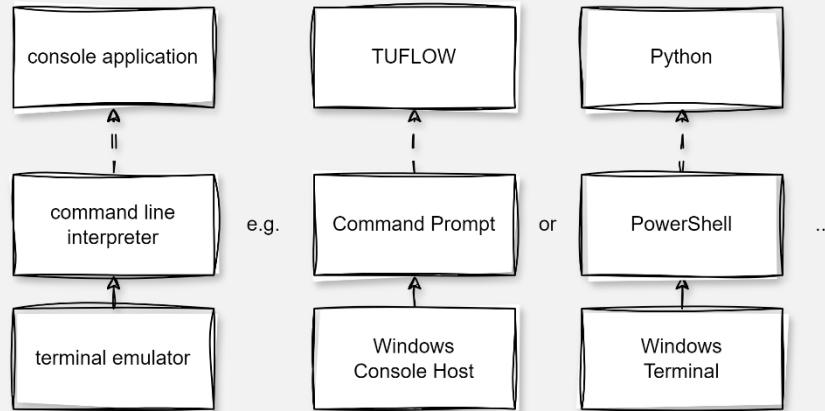 console application
TUFLOW
Python
command line
interpreter
e.g.
Command Prompt
or
PowerShell
..
terminal emulator
Windows
Console Host
Windows
Terminal